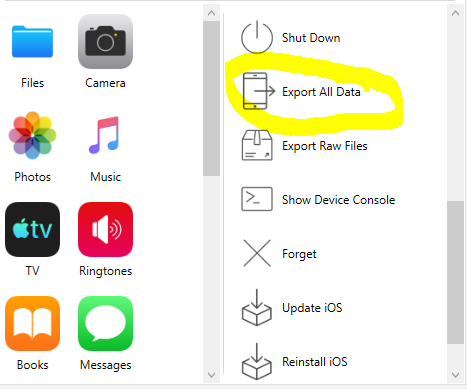 Files
Camera
Photos
Music
tv
TV
Ringtones
Books
Messages
Shut Down
Export All Data
Export Raw Files
Show Device Console
Forget
Update iOS
Reinstall iOS